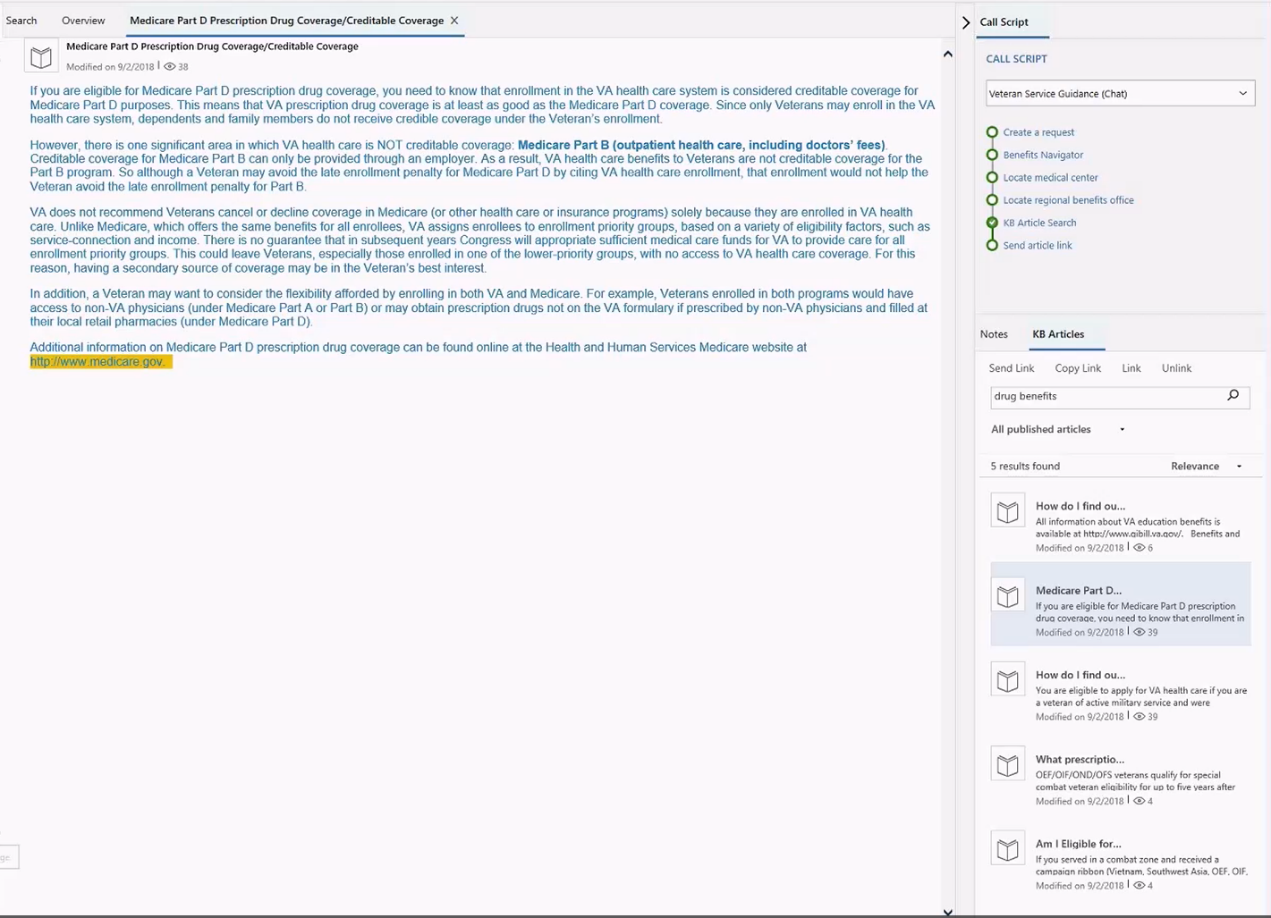 Search
Overview
Medicare Part D Prescription Drug Coverage/Creditable Coverage
Medicare Part D Prescription Drug Coverage/Creditable Coverage
Modified on 9/2/2018 | 38
If you are eligible for Medicare Part D prescription drug coverage, you need to know that enrollment in the VA health care system is considered creditable coverage for
Medicare Part D purposes. This means that VA prescription drug coverage is at least as good as the Medicare Part D coverage. Since only Veterans may enroll in the VA
health care system, dependents and family members do not receive credible coverage under the Veteran's enrollment.
However, there is one significant area in which VA health care is NOT creditable coverage: Medicare Part B (outpatient health care, including doctors' fees).
Creditable coverage for Medicare Part B can only be provided through an employer. As a result, VA health care benefits to Veterans are not creditable coverage for the
Part B program. So although a Veteran may avoid the late enrollment penalty for Medicare Part D by citing VA health care enrollment, that enrollment would not help the
Veteran avoid the late enrollment penalty for Part B.
VA does not recommend Veterans cancel or decline coverage in Medicare (or other health care or insurance programs) solely because they are enrolled in VA health
care. Unlike Medicare, which offers the same benefits for all enrollees, VA assigns enrollees to enrollment priority groups, based on a variety of eligibility factors, such as
service-connection and income. There is no guarantee that in subsequent years Congress will appropriate sufficient medical care funds for VA to provide care for all
enrollment priority groups. This could leave Veterans, especially those enrolled in one of the lower-priority groups, with no access to VA health care coverage. For this
reason, having a secondary source of coverage may be in the Veteran's best interest.
In addition, a Veteran may want to consider the flexibility afforded by enrolling in both VA and Medicare. For example, Veterans enrolled in both programs would have
access to non-VA physicians (under Medicare Part A or Part B) or may obtain prescription drugs not on the VA formulary if prescribed by non-VA physicians and filled at
their local retail pharmacies (under Medicare Part D).
Additional information on Medicare Part D prescription drug coverage can be found online at the Health and Human Services Medicare website at
http://www.medicare.gov.
ge
Call Script
CALL SCRIPT
Veteran Service Guidance (Chat)
Create a request
Benefits Navigator
Locate medical center
Locate regional benefits office
KB Article Search
Send article link
Notes
KB Articles
Send Link
Copy Link
Link
Unlink
drug benefits
All published articles
5 results found
Relevance
How do I find ou...
All information about VA education benefits is
available at http://www.gibill.va.gov/. Benefits and
Modified on 9/2/2018 | 6
Medicare Part D...
If you are eligible for Medicare Part D prescription
drug coverage, you need to know that enrollment in
Modified on 9/2/2018 | 39
How do I find ou...
You are eligible to apply for VA health care if you are
a veteran of active military service and were
Modified on 9/2/2018 | 39
What prescriptio...
OEF/OIF/OND/OFS veterans qualify for special
combat veteran eligibility for up to five years after
Modified on 9/2/2018 | 4
Am I Eligible for...
If you served in a combat zone and received a
campaign ribbon (Vietnam, Southwest Asia, OEF, OIF,
Modified on 9/2/2018 | 4